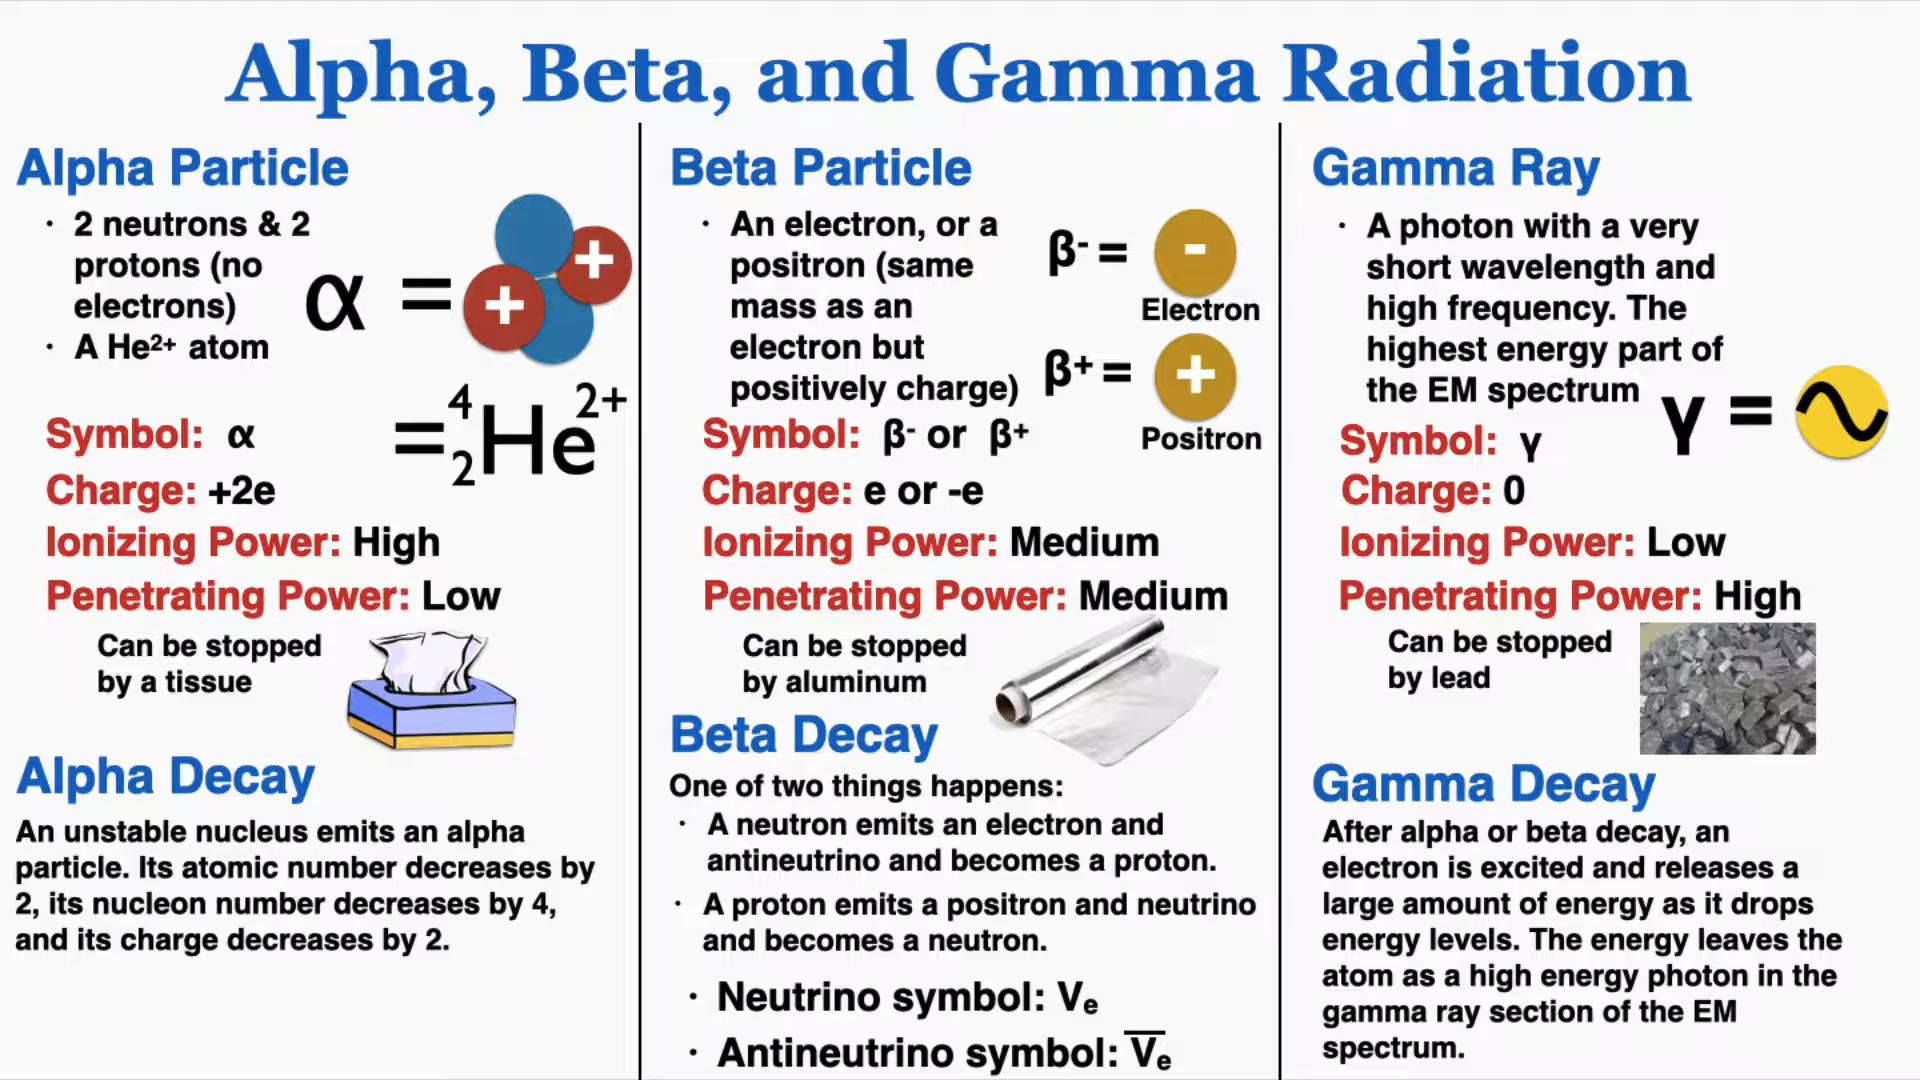 Alpha, Beta, and Gamma Radiation
Alpha Particle
· 2 neutrons & 2
protons (no
electrons)
· A He²⁺ atom
α =
+
+
= ⁴₂He²⁺
Symbol: α
Charge: +2e
Ionizing Power: High
Penetrating Power: Low
Can be stopped
by a tissue
Alpha Decay
An unstable nucleus emits an alpha
particle. Its atomic number decreases by
2, its nucleon number decreases by 4,
and its charge decreases by 2.
Beta Particle
· An electron, or a
positron (same
mass as an
electron but
positively charge)
β⁻ =
-
Electron
β⁺ =
+
Positron
Symbol: β⁻ or β⁺
Charge: e or -e
Ionizing Power: Medium
Penetrating Power: Medium
Can be stopped
by aluminum
Beta Decay
One of two things happens:
· A neutron emits an electron and
antineutrino and becomes a proton.
· A proton emits a positron and neutrino
and becomes a neutron.
· Neutrino symbol: Vₑ
· Antineutrino symbol: V̅ₑ
Gamma Ray
· A photon with a very
short wavelength and
high frequency. The
highest energy part of
the EM spectrum
γ =
Symbol: γ
Charge: 0
Ionizing Power: Low
Penetrating Power: High
Can be stopped
by lead
Gamma Decay
After alpha or beta decay, an
electron is excited and releases a
large amount of energy as it drops
energy levels. The energy leaves the
atom as a high energy photon in the
gamma ray section of the EM
spectrum.